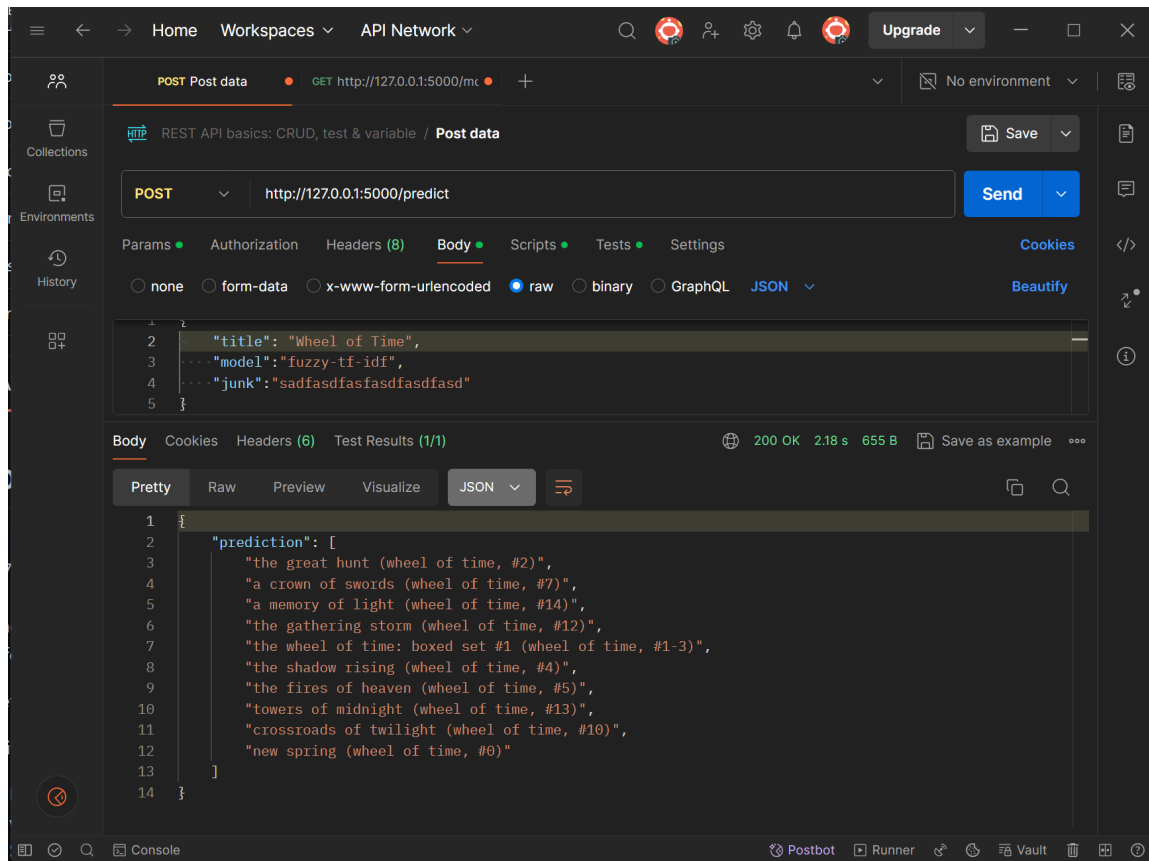 Home Workspaces API Network Upgrade
POST Post data GET http://127.0.0.1:5000/mc No environment
HTTP REST API basics: CRUD, test & variable / Post data Save
Collections
POST http://127.0.0.1:5000/predict Send
Environments
Params Authorization Headers (8) Body Scripts Tests Settings Cookies
History
none form-data x-www-form-urlencoded raw binary GraphQL JSON Beautify
1 {
2 "title": "Wheel of Time",
3 "model":"fuzzy-tf-idf",
4 "junk":"sadfasdfasfasdfasdfasd"
5 }
Body Cookies Headers (6) Test Results (1/1) 200 OK 2.18 s 655 B Save as example
Pretty Raw Preview Visualize JSON
1 {
2 "prediction": [
3 "the great hunt (wheel of time, #2)",
4 "a crown of swords (wheel of time, #7)",
5 "a memory of light (wheel of time, #14)",
6 "the gathering storm (wheel of time, #12)",
7 "the wheel of time: boxed set #1 (wheel of time, #1-3)",
8 "the shadow rising (wheel of time, #4)",
9 "the fires of heaven (wheel of time, #5)",
10 "towers of midnight (wheel of time, #13)",
11 "crossroads of twilight (wheel of time, #10)",
12 "new spring (wheel of time, #0)"
13 ]
14 }
Console Postbot Runner Vault